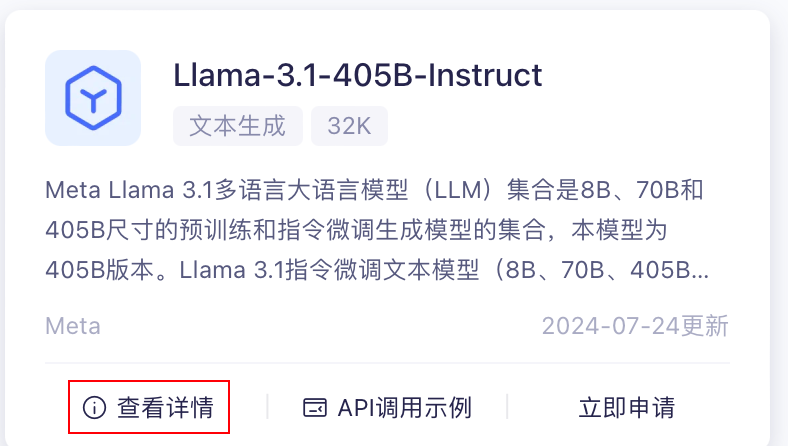 Llama-3.1-405B-Instruct
文本生成 32K
Meta Llama 3.1多语言大语言模型（LLM）集合是8B、70B和
405B尺寸的预训练和指令微调生成模型的集合，本模型为
405B版本。Llama 3.1指令微调文本模型（8B、70B、405B...
Meta 2024-07-24更新
查看详情 API调用示例 立即申请